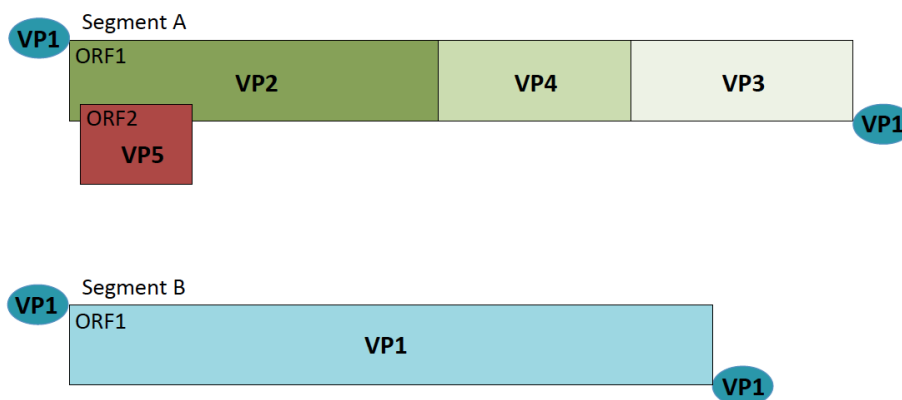 Segment A
VP1
ORF1
VP2
VP4
VP3
VP1
ORF2
VP5
Segment B
VP1
ORF1
VP1
VP1